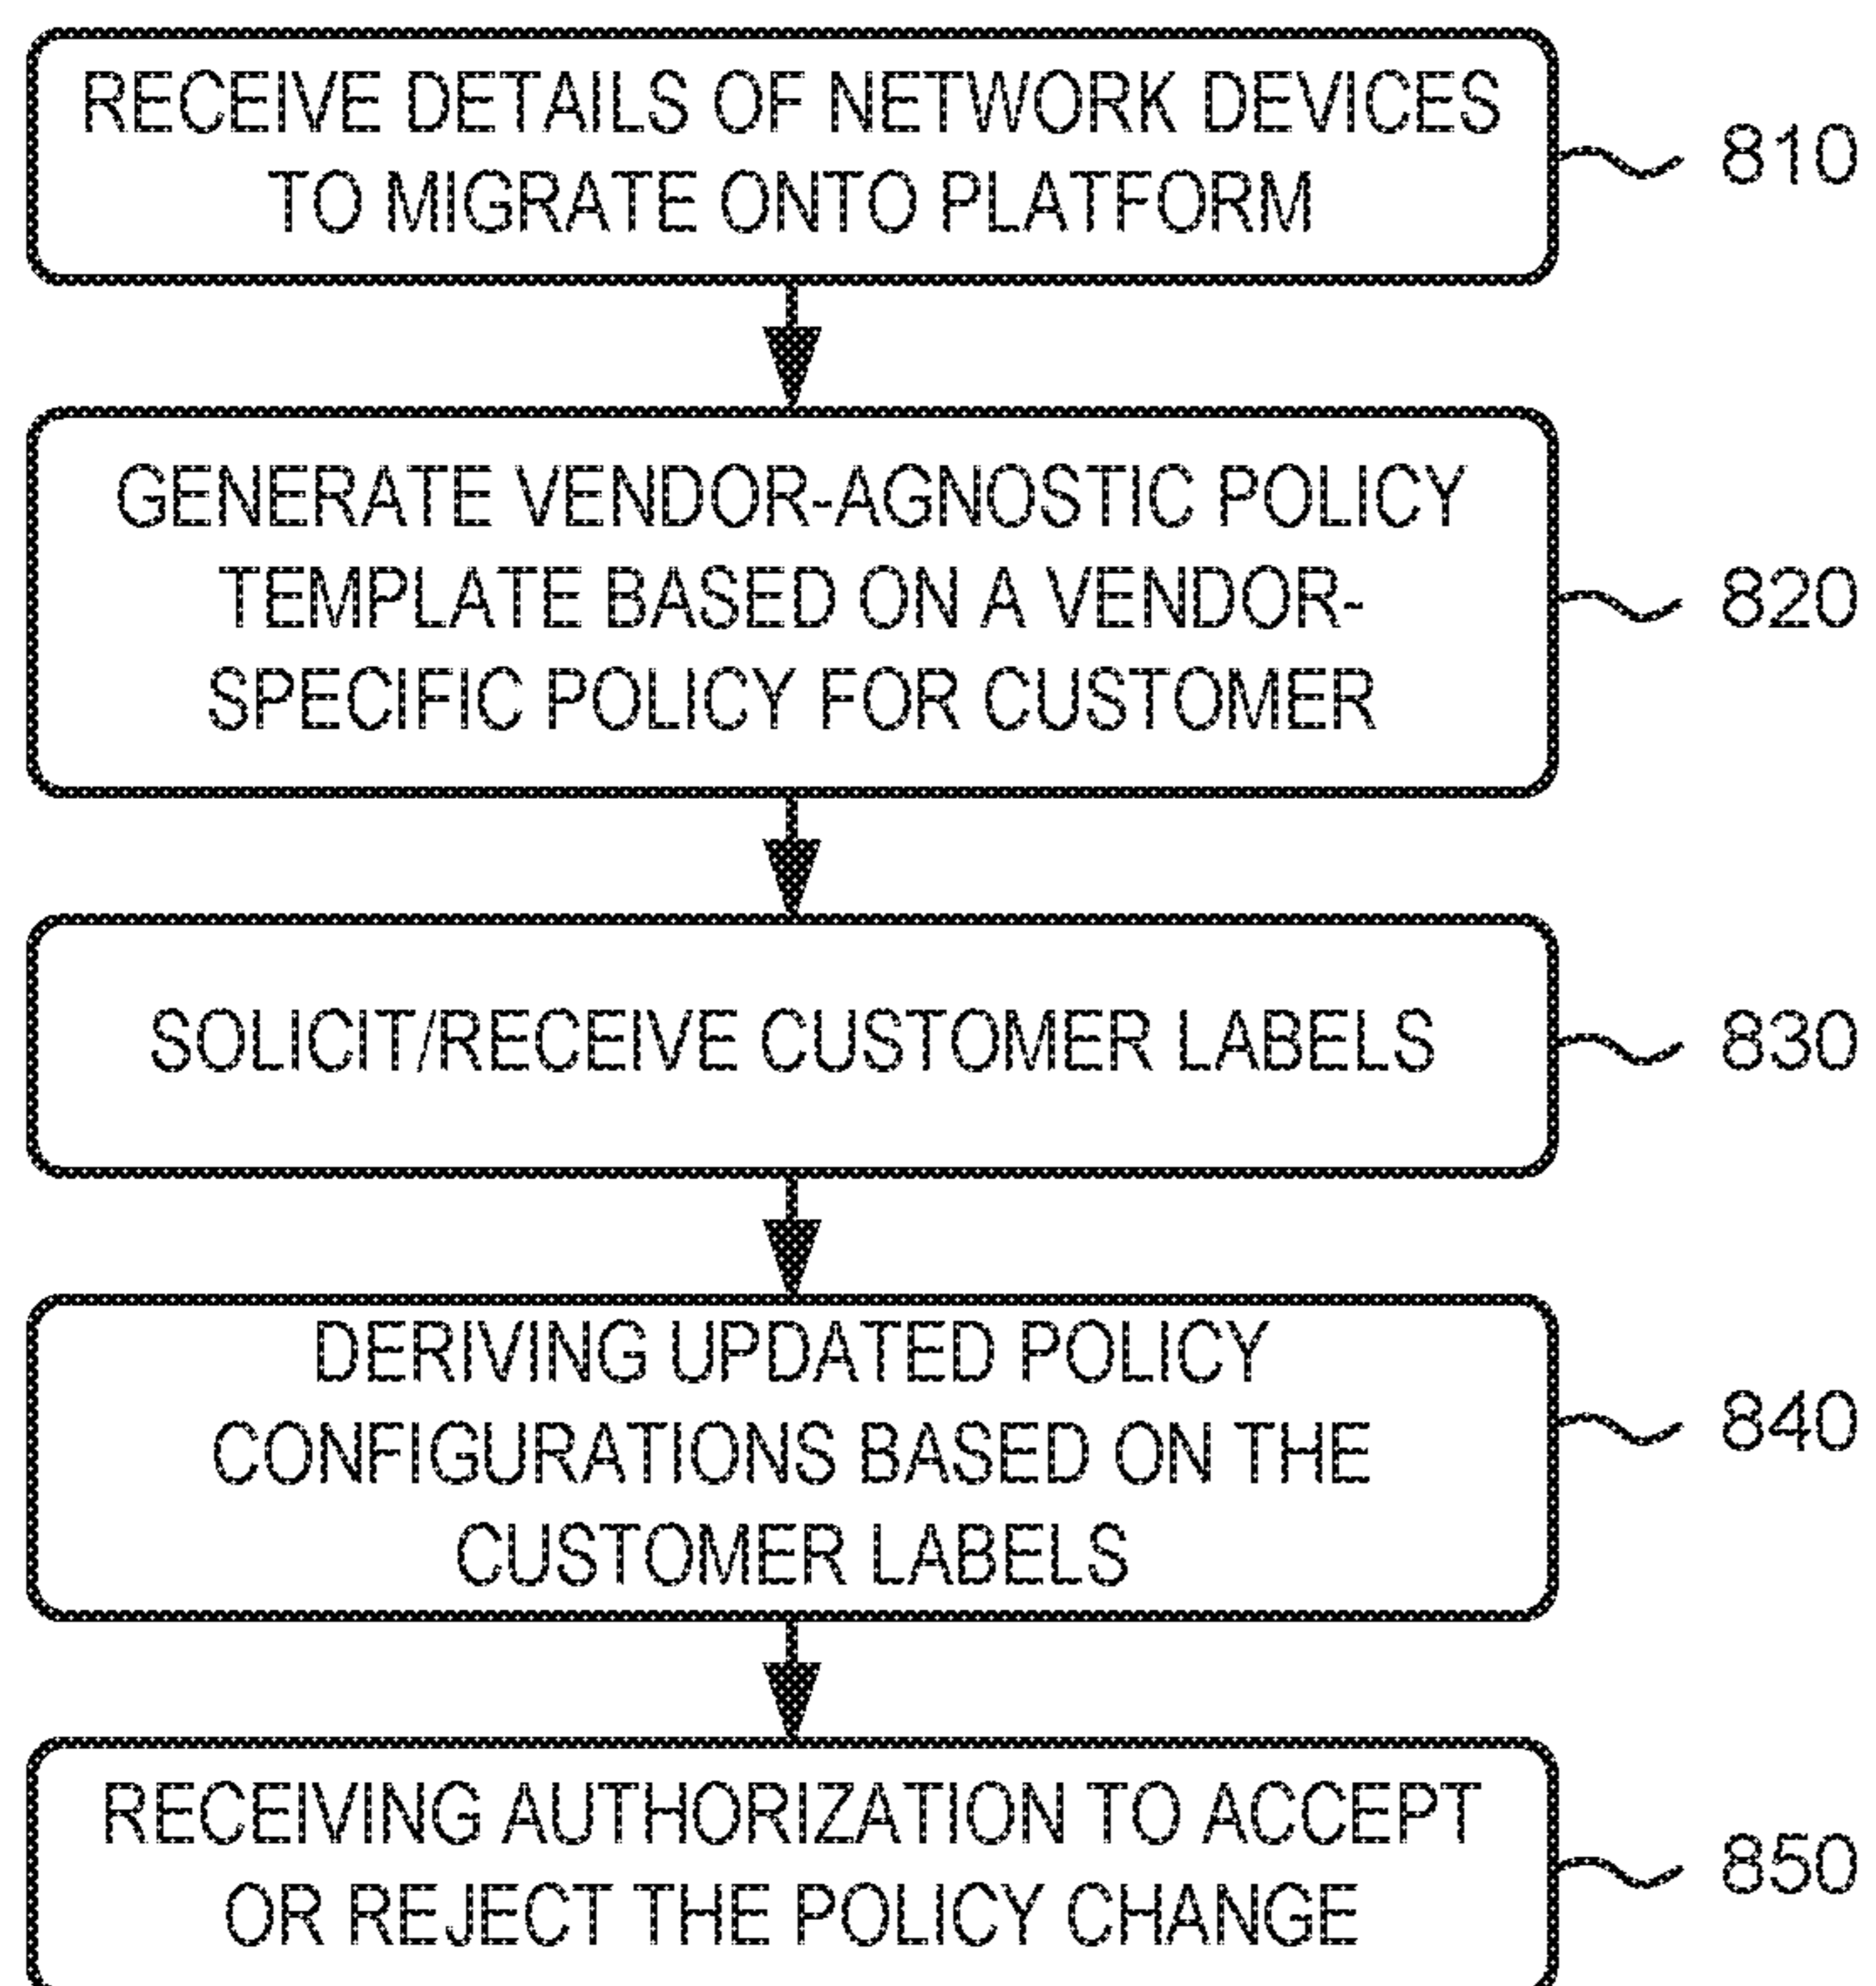 RECEIVE DETAILS OF NETWORK DEVICES
TO MIGRATE ONTO PLATFORM
810
GENERATE VENDOR-AGNOSTIC POLICY
TEMPLATE BASED ON A VENDOR-
SPECIFIC POLICY FOR CUSTOMER
820
SOLICIT/RECEIVE CUSTOMER LABELS
830
DERIVING UPDATED POLICY
CONFIGURATIONS BASED ON THE
CUSTOMER LABELS
840
RECEIVING AUTHORIZATION TO ACCEPT
OR REJECT THE POLICY CHANGE
850